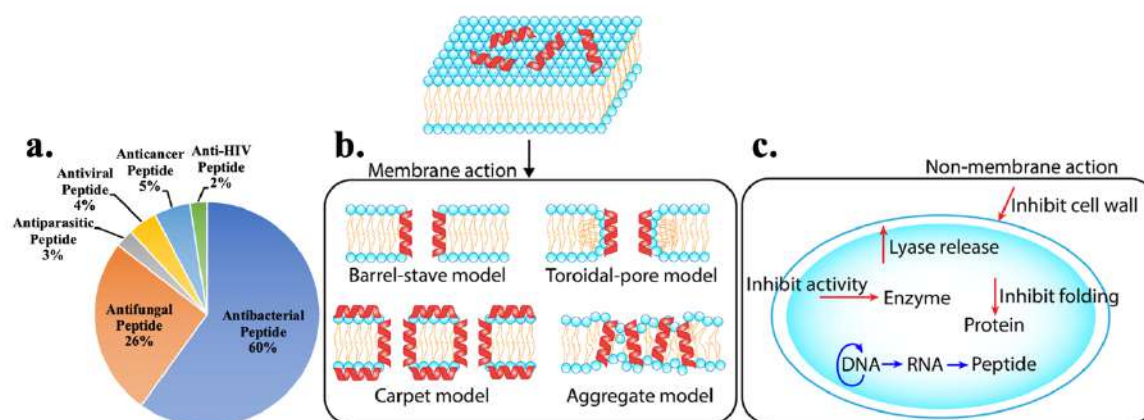 a.
Anticancer
Peptide
5%
Anti-HIV
Peptide
2%
Antiviral
Peptide
4%
Antiparasitic
Peptide
3%
Antifungal
Peptide
26%
Antibacterial
Peptide
60%
b.
Membrane action
Barrel-stave model
Toroidal-pore model
Carpet model
Aggregate model
c.
Non-membrane action
Inhibit cell wall
Lyase release
Inhibit activity
Enzyme
Inhibit folding
Protein
DNA
RNA
Peptide